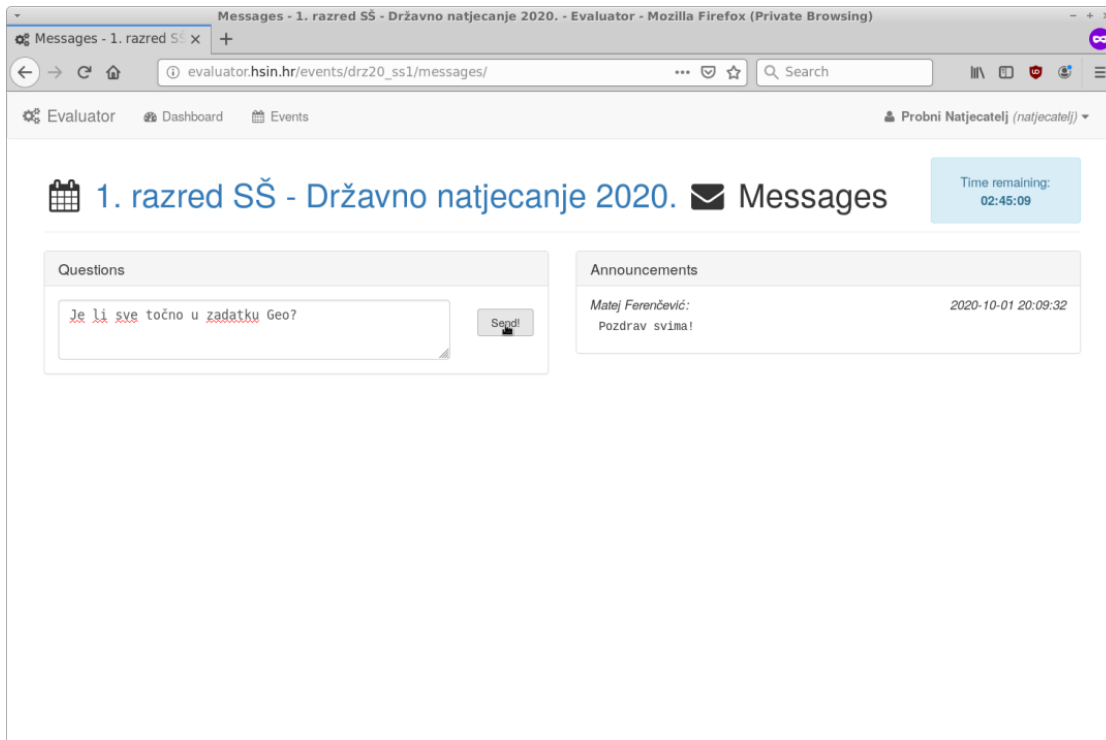 Messages - 1. razred SŠ - Državno natjecanje 2020. - Evaluator - Mozilla Firefox (Private Browsing)
Messages - 1. razred SŠ
evaluator.hsin.hr/events/drz20_ss1/messages/
Search
Evaluator
Dashboard
Events
Probni Natjecatelj (natjecatelj)
1. razred SŠ - Državno natjecanje 2020. Messages
Time remaining:
02:45:09
Questions
Je li sve točno u zadatku Geo?
Send!
Announcements
Matej Ferenčević: 2020-10-01 20:09:32
Pozdrav svima!